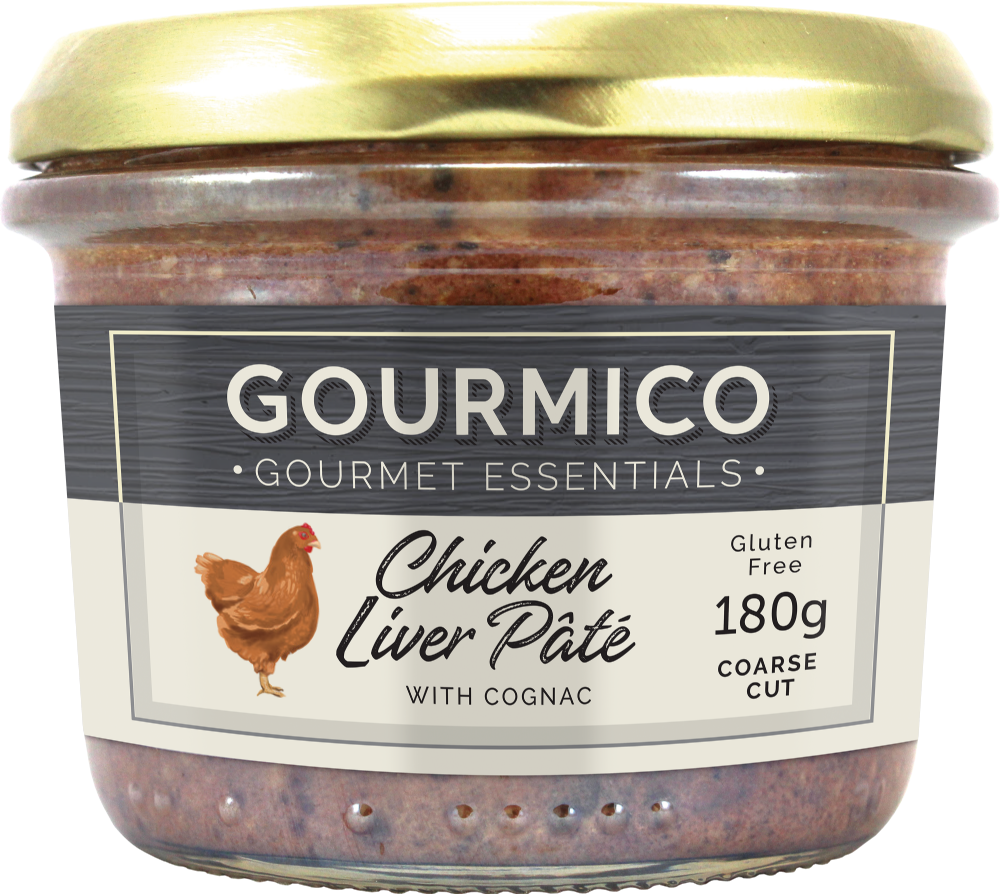 GOURMICO
•GOURMET ESSENTIALS•
Chicken
Liver Pâté
WITH COGNAC
Gluten
Free
180g
COARSE
CUT